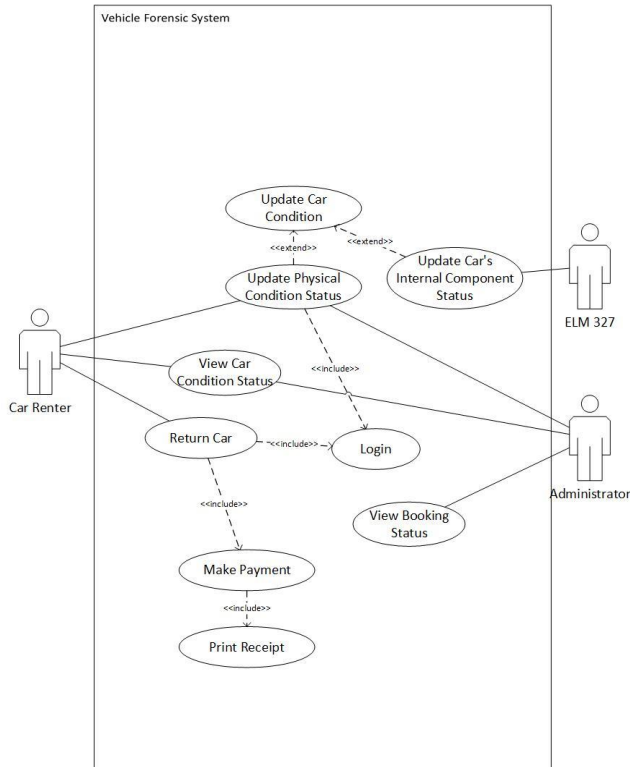 Vehicle Forensic System
Update Car
Condition
<<extend>>
<<extend>>
Update Car's
Internal Component
Status
ELM 327
Update Physical
Condition Status
Car Renter
<<include>>
View Car
Condition Status
Return Car
<<include>>
Login
Administrator
<<include>>
View Booking
Status
Make Payment
<<include>>
Print Receipt